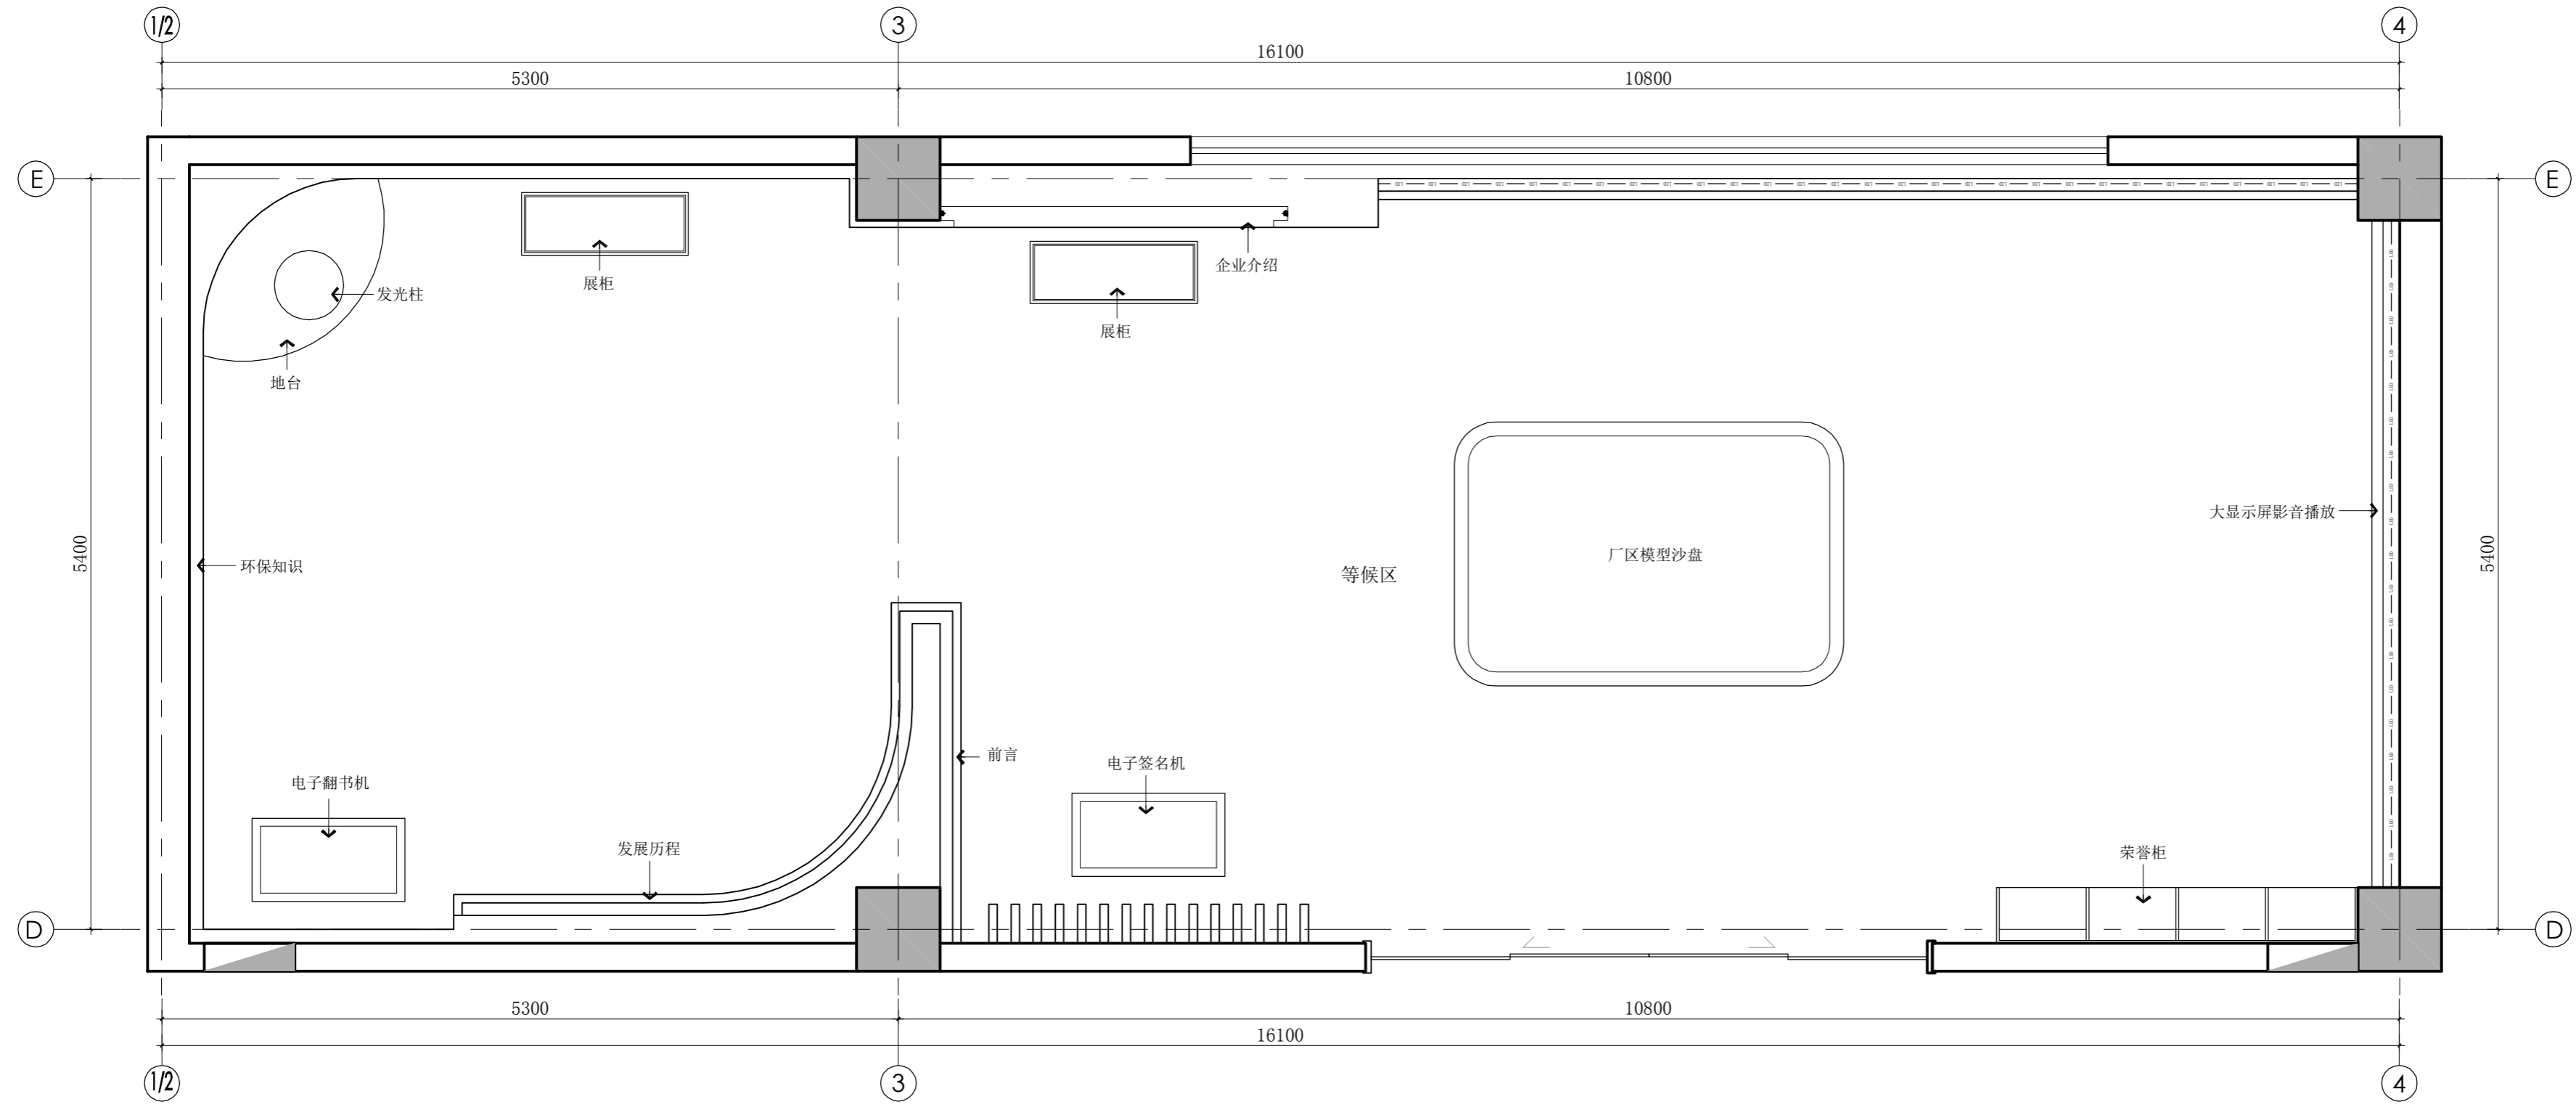 1/2
3
4
16100
5300
10800
E
E
发光柱
展柜
企业介绍
展柜
地台
5400
5400
大显示屏影音播放
厂区模型沙盘
等候区
环保知识
前言
电子签名机
电子翻书机
发展历程
荣誉柜
D
D
5300
10800
16100
1/2
3
4